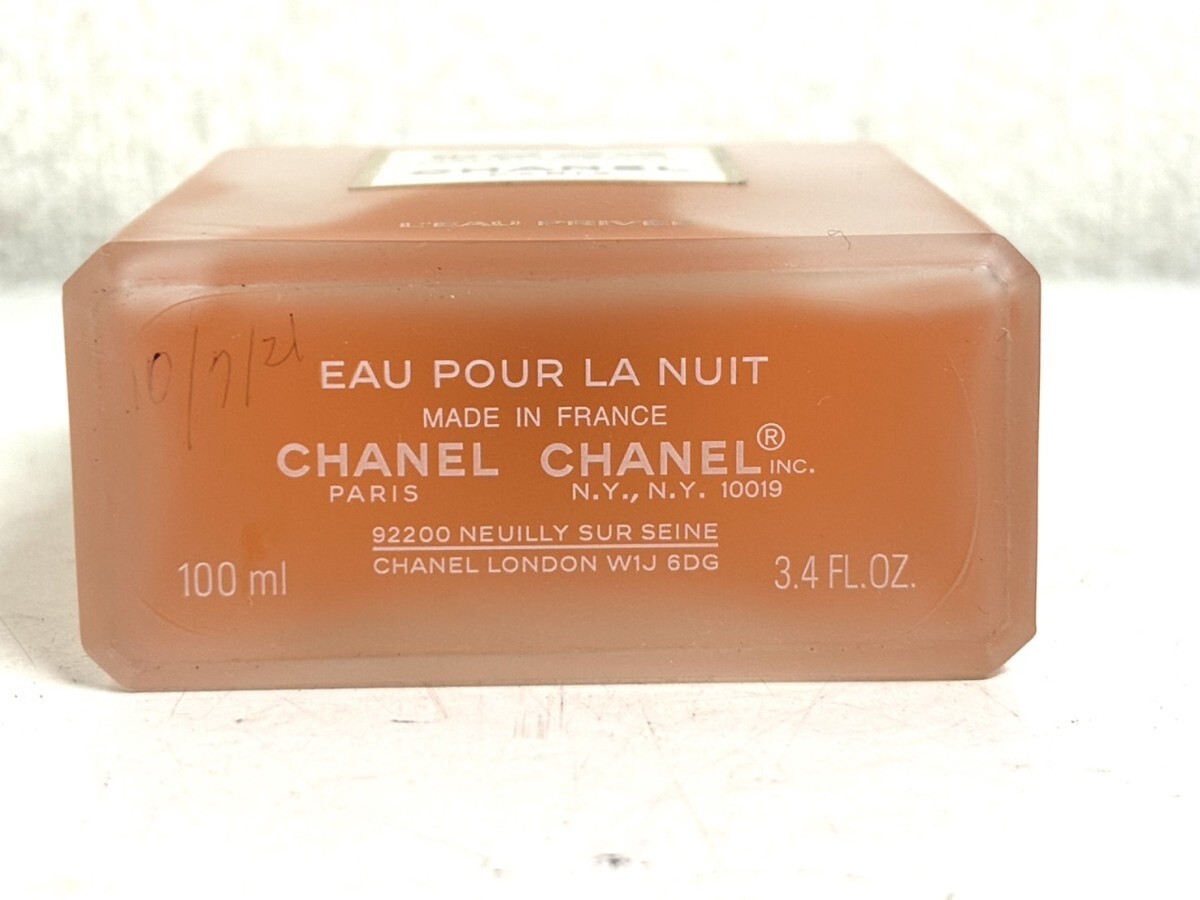 CHANEL
L'EAU PRIVÉE
10/7/21
EAU POUR LA NUIT
MADE IN FRANCE
CHANEL CHANEL® INC.
PARIS N.Y., N.Y. 10019
92200 NEUILLY SUR SEINE
CHANEL LONDON W1J 6DG
100 ml 3.4 FL.OZ.